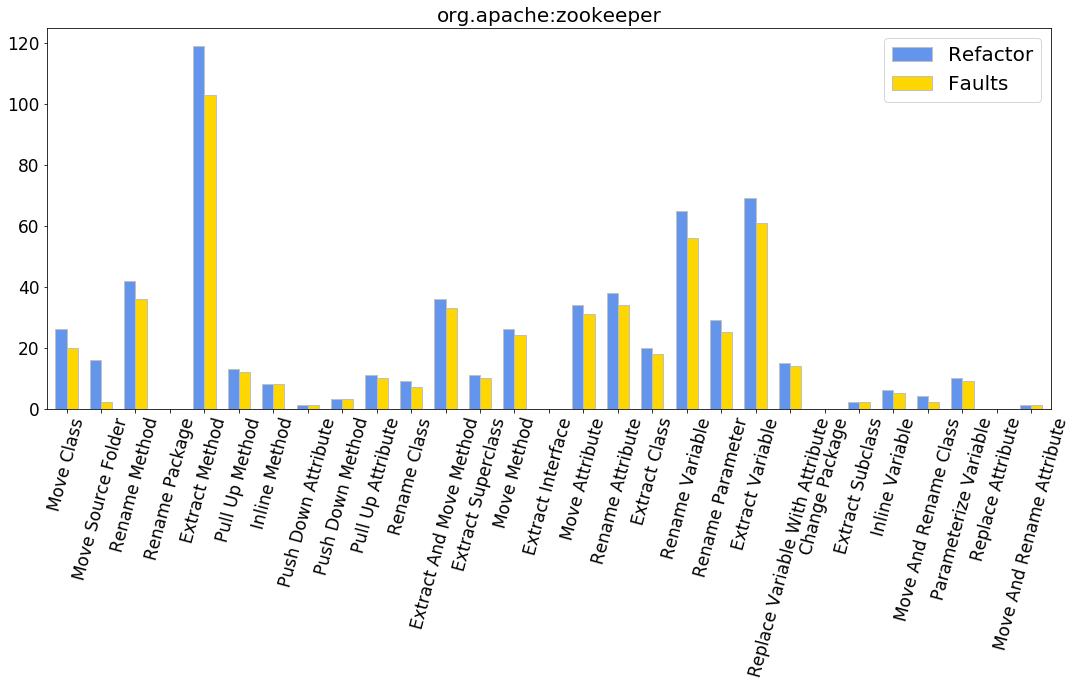 org.apache:zookeeper
Refactor
Faults
120
100
80
60
40
20
0
Move Class
Move Source Folder
Rename Method
Rename Package
Extract Method
Pull Up Method
Inline Method
Push Down Attribute
Push Down Method
Pull Up Attribute
Rename Class
Extract And Move Method
Extract Superclass
Move Method
Extract Interface
Move Attribute
Rename Attribute
Extract Class
Rename Variable
Rename Parameter
Extract Variable
Replace Variable With Attribute
Change Package
Extract Subclass
Inline Variable
Move And Rename Class
Parameterize Variable
Replace Attribute
Move And Rename Attribute